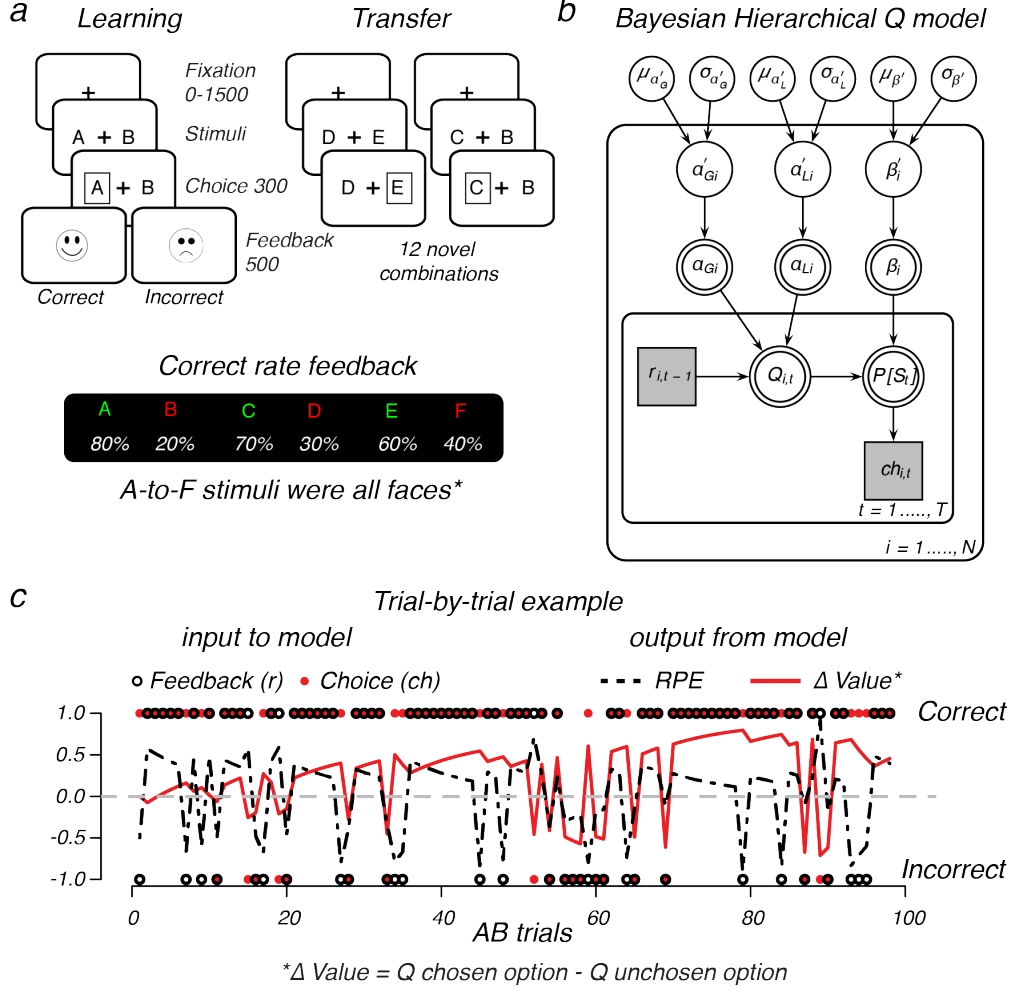 a
Learning
Transfer
+
Fixation
0-1500
+
+
A + B
Stimuli
D + E
C + B
A + B
Choice 300
D + E
C + B
Feedback
500
Correct
Incorrect
12 novel
combinations
Correct rate feedback
A B C D E F
80% 20% 70% 30% 60% 40%
A-to-F stimuli were all faces*
b
Bayesian Hierarchical Q model
μα′G σα′G μα′L σα′L μβ′ σβ′
α′Gi α′Li β′i
αGi αLi βi
ri,t − 1 Qi,t P[St]
chi,t
t = 1 ....., T
i = 1 ....., N
c
Trial-by-trial example
input to model
output from model
Feedback (r) Choice (ch)
RPE Δ Value*
1.0
Correct
0.5
0.0
-0.5
-1.0
Incorrect
0 20 40 60 80 100
AB trials
*Δ Value = Q chosen option - Q unchosen option